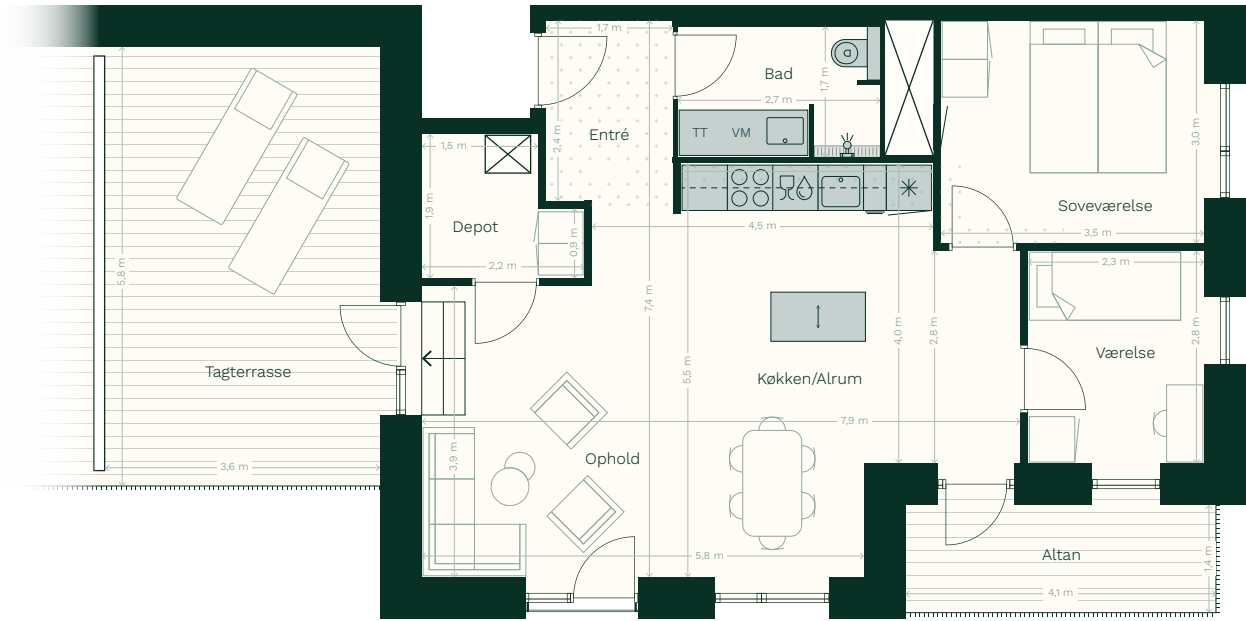 1,7 m
Bad
1,7 m
2,7 m
Entré
2,4 m
TT
VM
3,0 m
1,5 m
1,9 m
Depot
0,9 m
2,2 m
4,5 m
Soveværelse
3,5 m
2,3 m
5,8 m
7,4 m
4,0 m
2,8 m
2,8 m
Værelse
Tagterrasse
5,5 m
Køkken/Alrum
7,9 m
3,9 m
Ophold
3,6 m
5,8 m
Altan
1,4 m
4,1 m